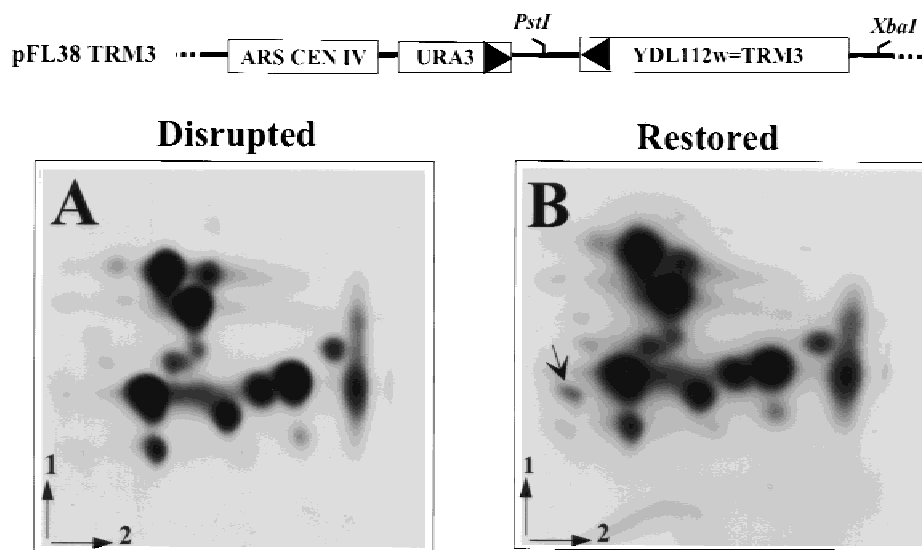 PstI XbaI
pFL38 TRM3 ARS CEN IV URA3 YDL112w=TRM3
Disrupted Restored
A B
1 1
2 2